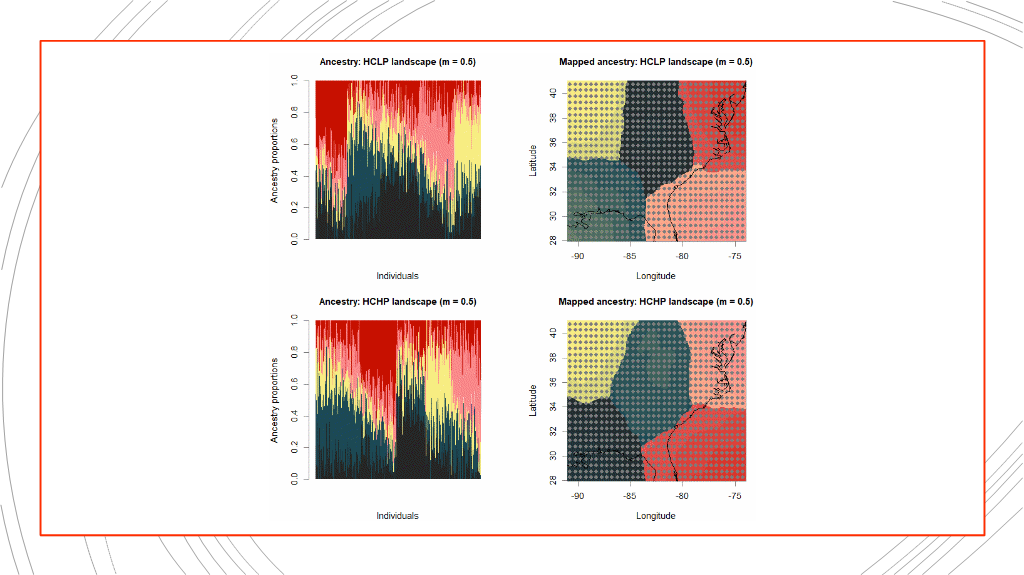 Ancestry: HCLP landscape (m = 0.5)
Ancestry proportions
0.0 0.2 0.4 0.6 0.8 1.0
Individuals
Mapped ancestry: HCLP landscape (m = 0.5)
Latitude
28 30 32 34 36 38 40
-90 -85 -80 -75
Longitude
Ancestry: HCHP landscape (m = 0.5)
Ancestry proportions
0.0 0.2 0.4 0.6 0.8 1.0
Individuals
Mapped ancestry: HCHP landscape (m = 0.5)
Latitude
28 30 32 34 36 38 40
-90 -85 -80 -75
Longitude